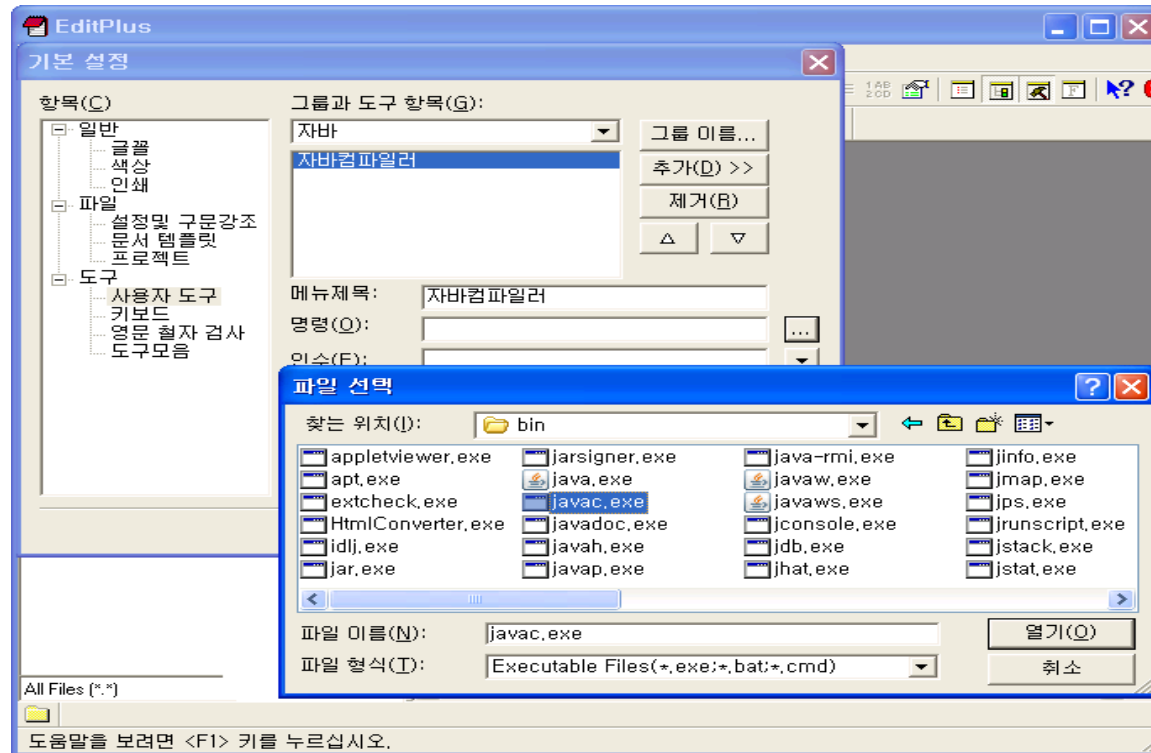 EditPlus
기본 설정
항목(C)
일반
글꼴
색상
인쇄
파일
설정및 구문강조
문서 템플릿
프로젝트
도구
사용자 도구
키보드
영문 철자 검사
도구모음
그룹과 도구 항목(G):
자바
그룹 이름...
자바컴파일러
추가(D) >>
제거(R)
메뉴제목: 자바컴파일러
명령(O):
...
인수(F):
1AB
2CD
파일 선택
찾는 위치(I): bin
appletviewer.exe jarsigner.exe java-rmi.exe jinfo.exe
apt.exe java.exe javaw.exe jmap.exe
extcheck.exe javac.exe javaws.exe jps.exe
HtmlConverter.exe javadoc.exe jconsole.exe jrunscript.exe
idlj.exe javah.exe jdb.exe jstack.exe
jar.exe javap.exe jhat.exe jstat.exe
파일 이름(N): javac.exe 열기(O)
파일 형식(T): Executable Files(*.exe;*.bat;*.cmd) 취소
All Files (*.*)
도움말을 보려면 <F1> 키를 누르십시오.